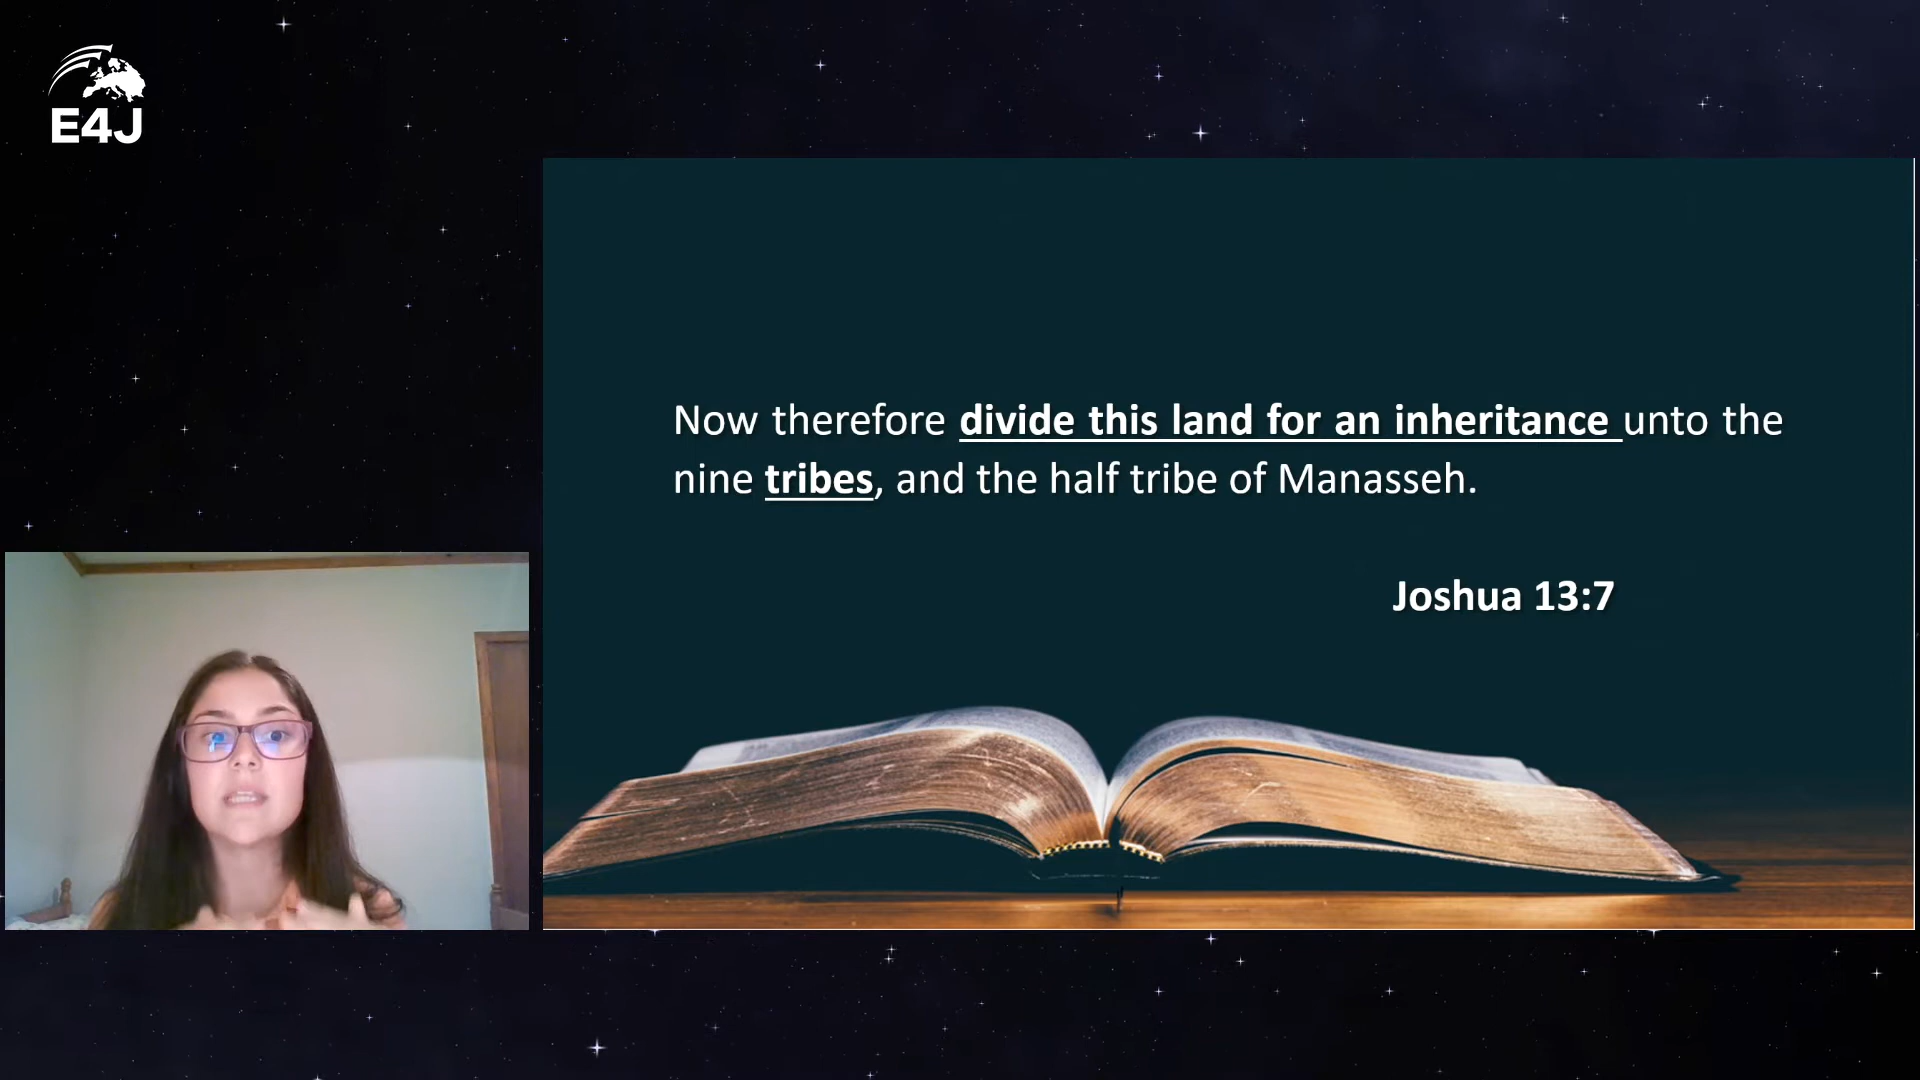 E4J
Now therefore divide this land for an inheritance unto the
nine tribes, and the half tribe of Manasseh.
Joshua 13:7